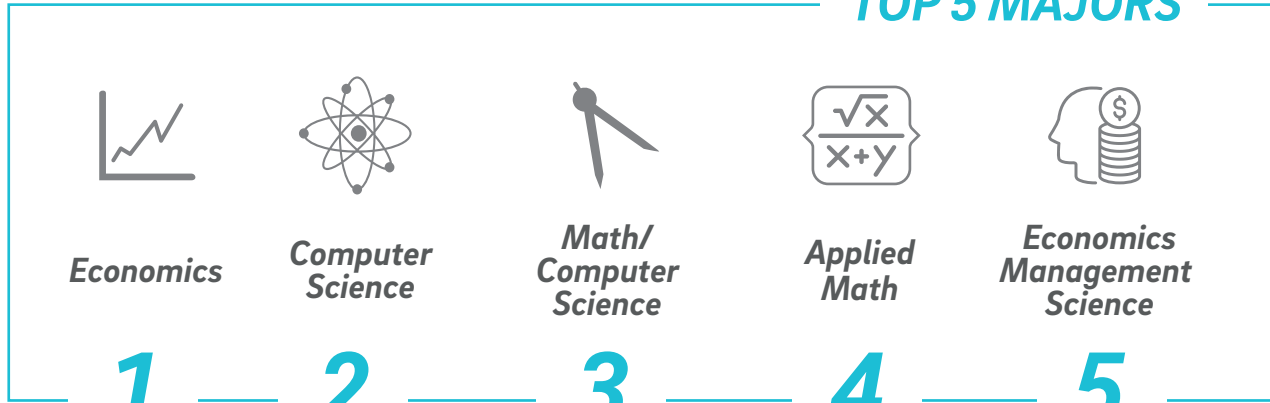 TOP 5 MAJORS
$
√X
X+Y
Economics
Computer
Science
Math/
Computer
Science
Applied
Math
Economics
Management
Science
1 2 3 4 5